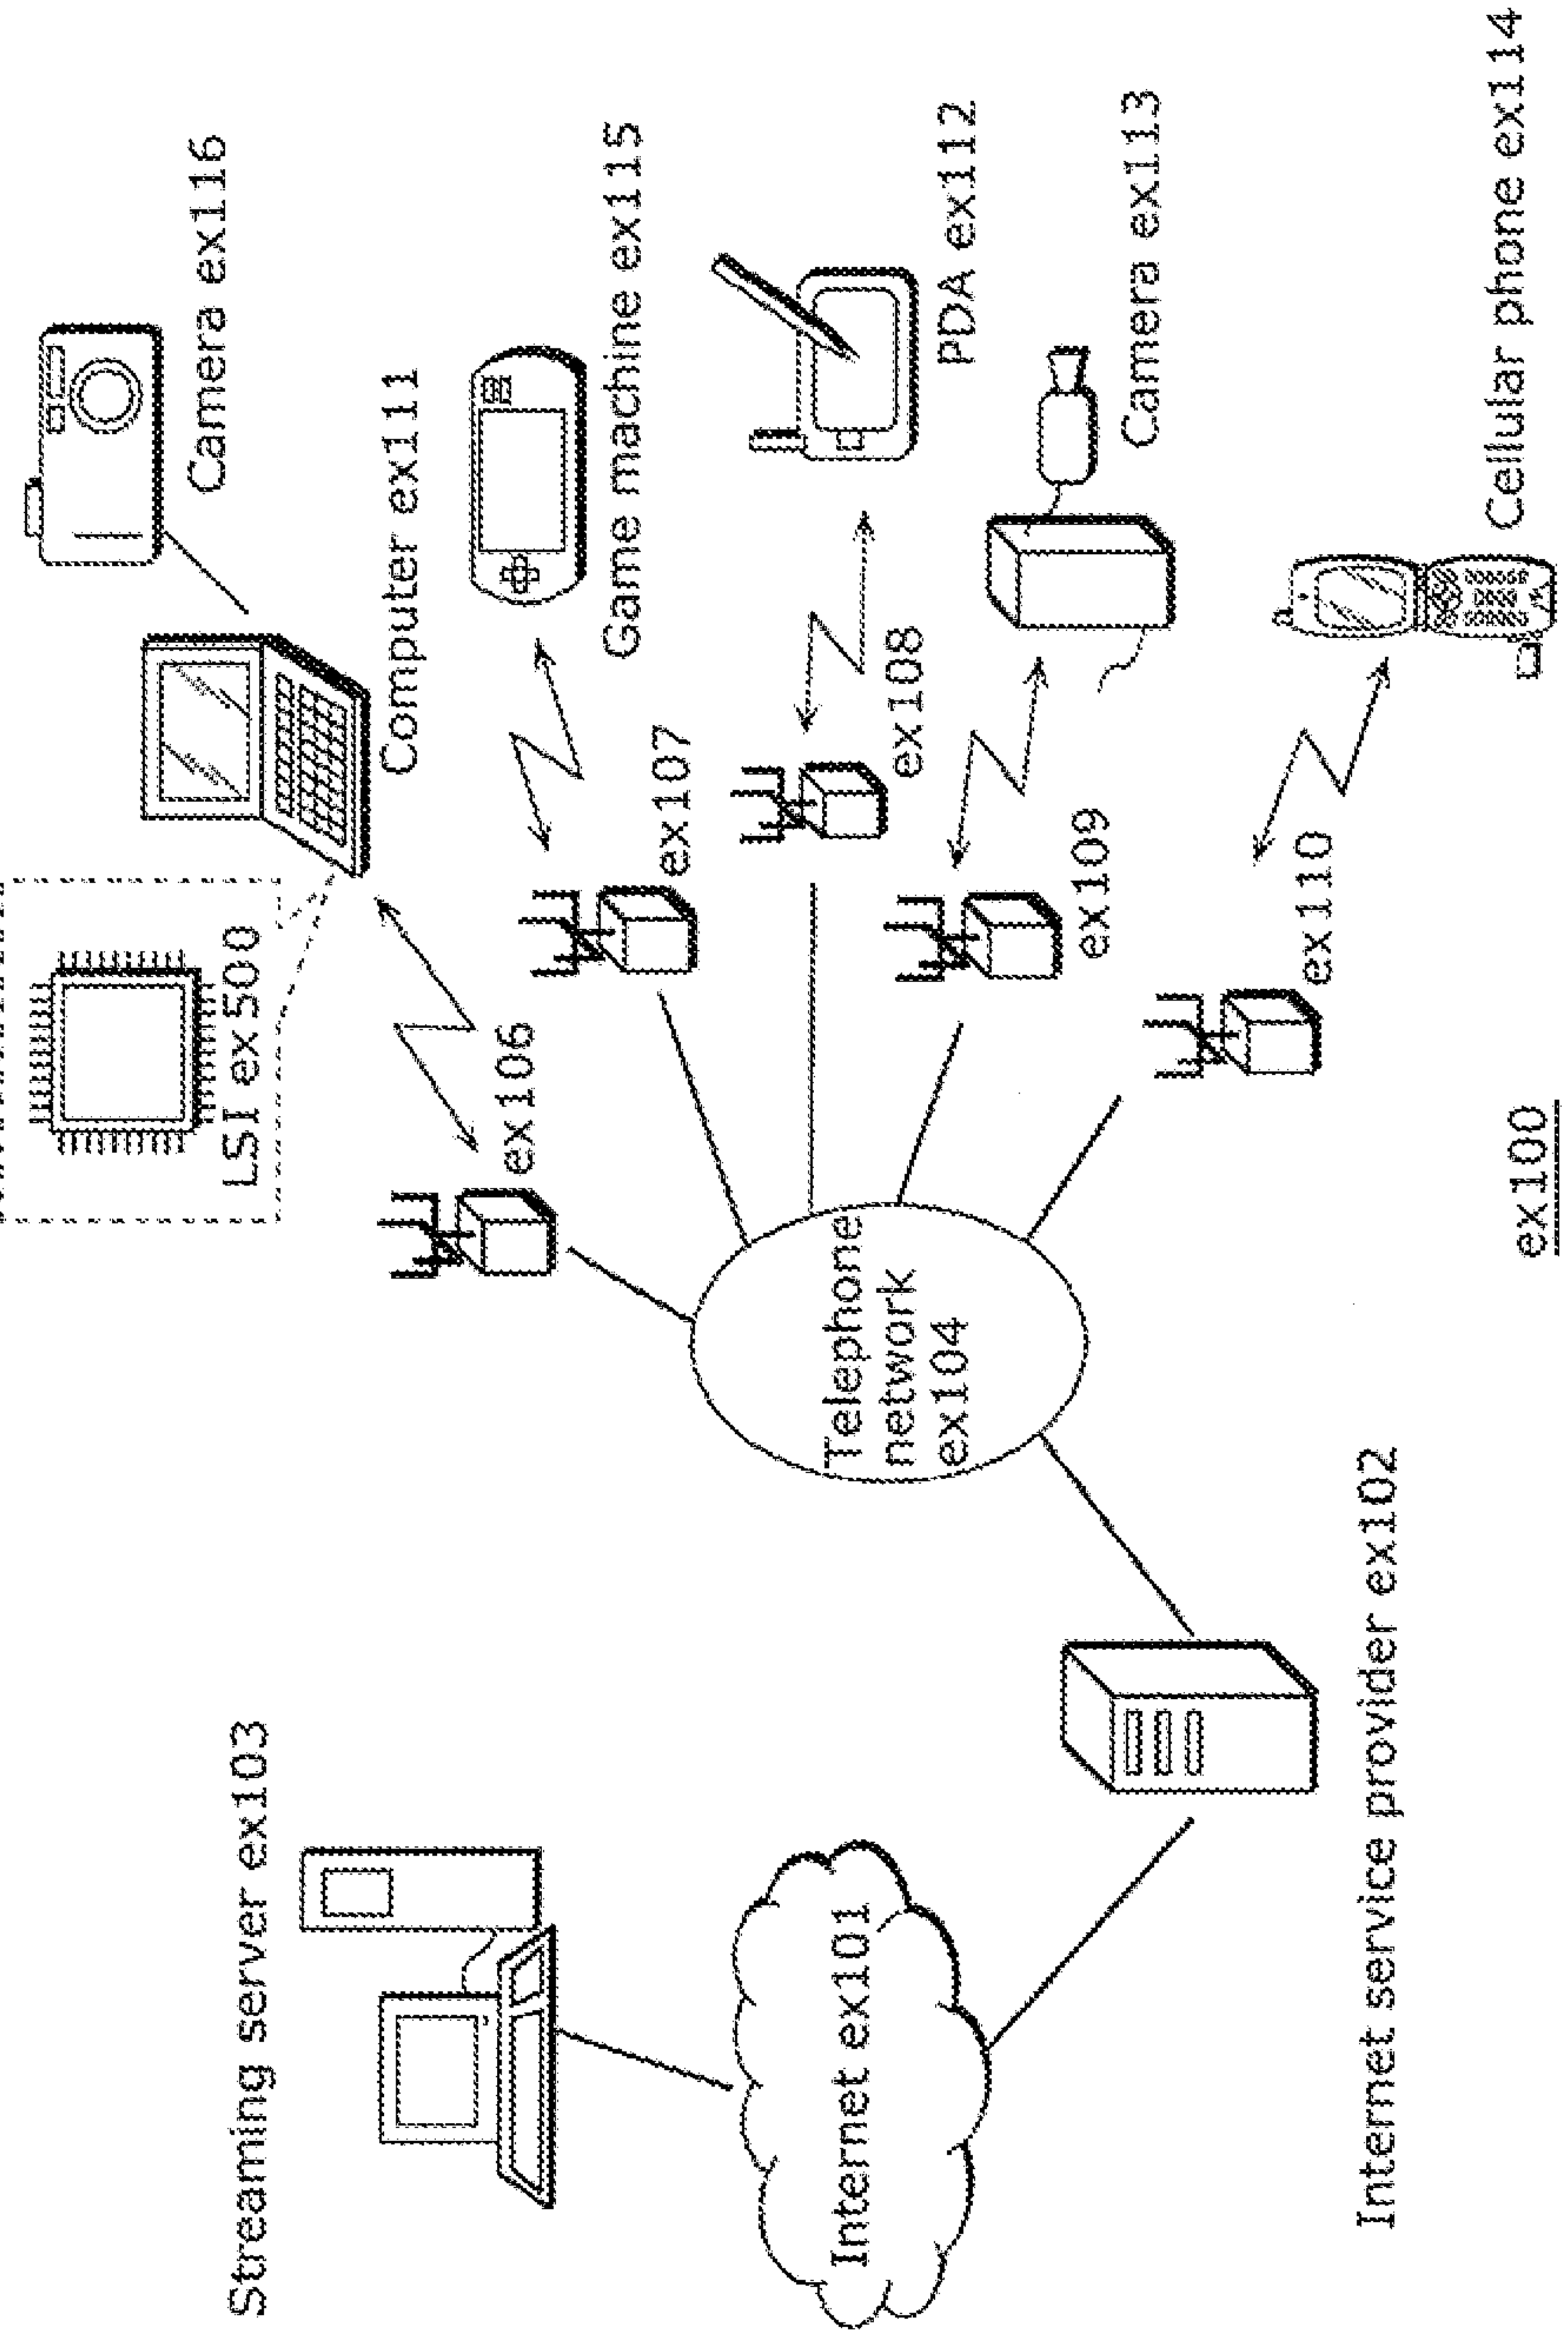 Camera ex116
LSI ex500
Streaming server ex103
Computer ex111
ex106
Game machine ex115
ex107
Telephone
network
ex104
Internet ex101
ex108
PDA ex112
ex109
Camera ex113
ex110
Internet service provider ex102
Cellular phone ex114
ex100